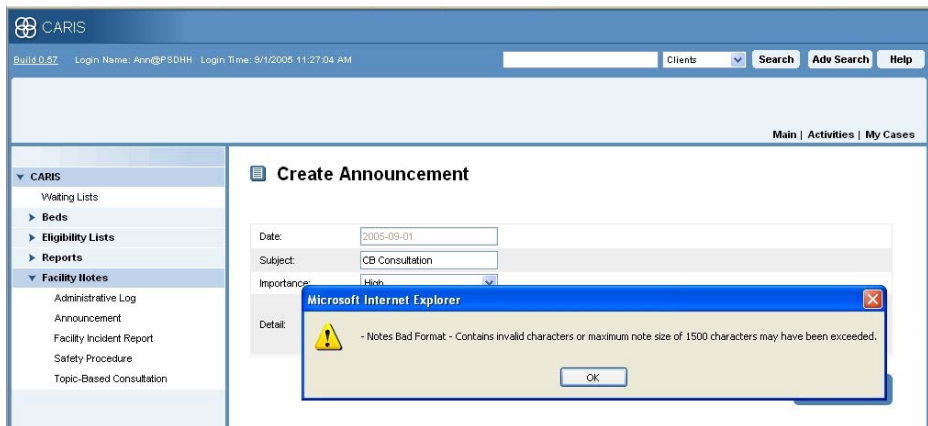 CARIS
Build 0.57 Login Name: Ann@PSDHH Login Time: 9/1/2005 11:27:04 AM Clients Search Adv Search Help
Main | Activities | My Cases
CARIS
Waiting Lists
Beds
Eligibility Lists
Reports
Facility Notes
Administrative Log
Announcement
Facility Incident Report
Safety Procedure
Topic-Based Consultation
Create Announcement
Date: 2005-09-01
Subject: CB Consultation
Importance: High
Detail:
Microsoft Internet Explorer
- Notes Bad Format - Contains invalid characters or maximum note size of 1500 characters may have been exceeded.
OK